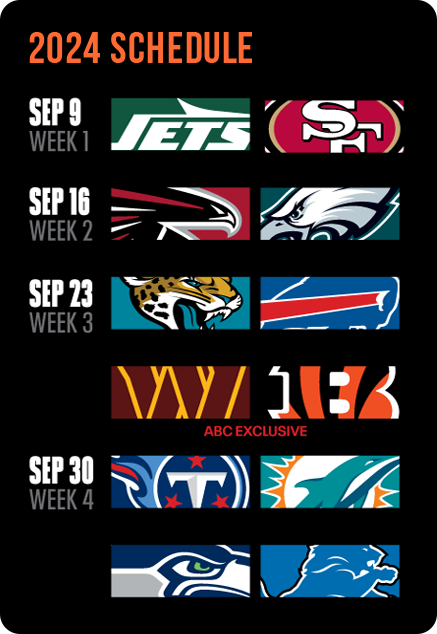 2024 SCHEDULE
SEP 9
WEEK 1
JETS
SF
SEP 16
WEEK 2
SEP 23
WEEK 3
W
B
ABC EXCLUSIVE
SEP 30
WEEK 4
T